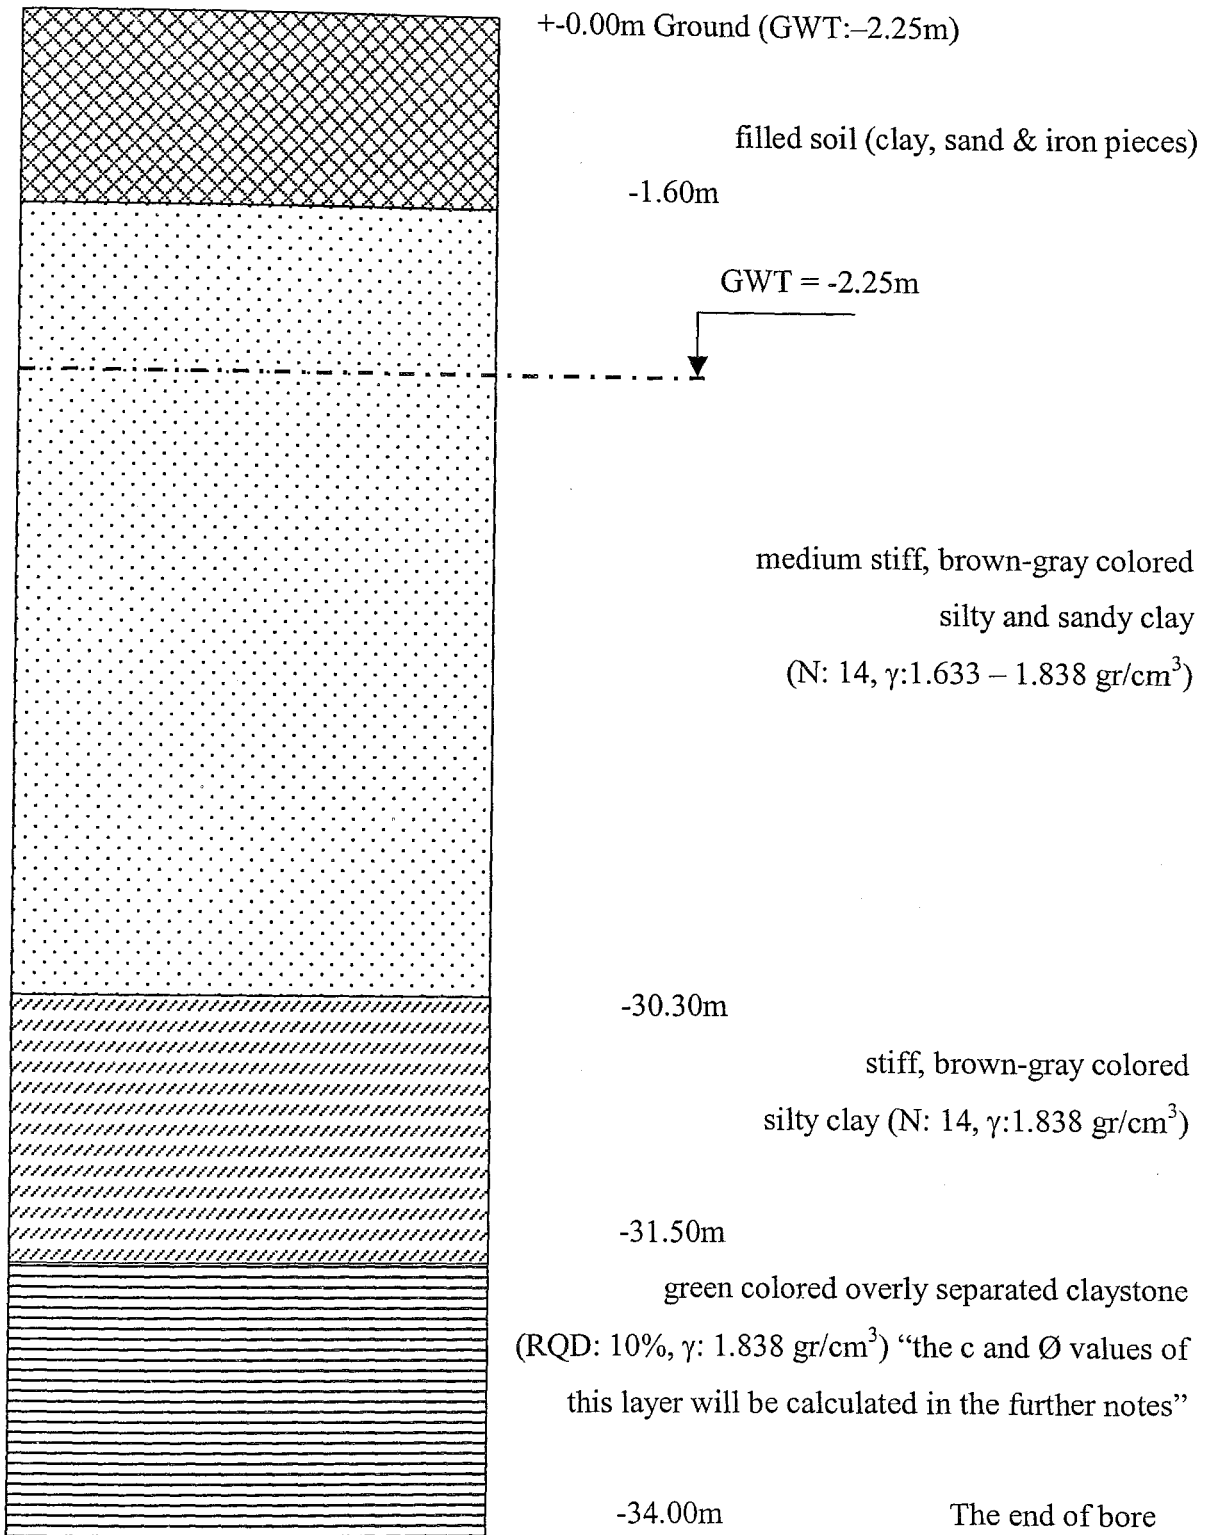 +-0.00m Ground (GWT:–2.25m)
filled soil (clay, sand & iron pieces)
-1.60m
GWT = -2.25m
medium stiff, brown-gray colored
silty and sandy clay
(N: 14, γ:1.633 – 1.838 gr/cm³)
-30.30m
stiff, brown-gray colored
silty clay (N: 14, γ:1.838 gr/cm³)
-31.50m
green colored overly separated claystone
(RQD: 10%, γ: 1.838 gr/cm³) “the c and Ø values of
this layer will be calculated in the further notes”
-34.00m The end of bore